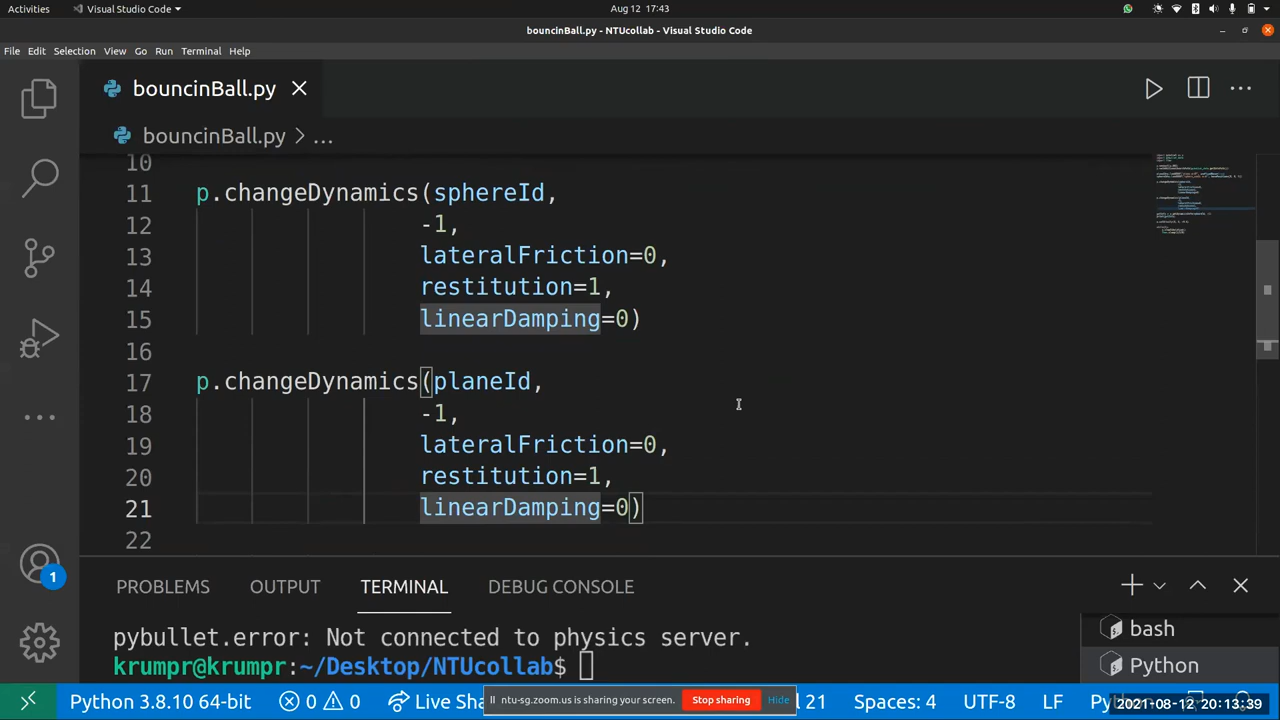 Activities
Visual Studio Code
Aug 12 17:43
bouncinBall.py - NTUcollab - Visual Studio Code
File Edit Selection View Go Run Terminal Help
bouncinBall.py
bouncinBall.py > ...
10
11 p.changeDynamics(sphereId,
12 -1,
13 lateralFriction=0,
14 restitution=1,
15 linearDamping=0)
16
17 p.changeDynamics(planeId,
18 -1,
19 lateralFriction=0,
20 restitution=1,
21 linearDamping=0)
22
1
PROBLEMS OUTPUT TERMINAL DEBUG CONSOLE
pybullet.error: Not connected to physics server.
krumpr@krumpr:~/Desktop/NTUcollab$
bash
Python
Python 3.8.10 64-bit 0 0 Live Sha
ntu-sg.zoom.us is sharing your screen. Stop sharing Hide
21 Spaces: 4 UTF-8 LF Py
2021-08-12 20:13:39